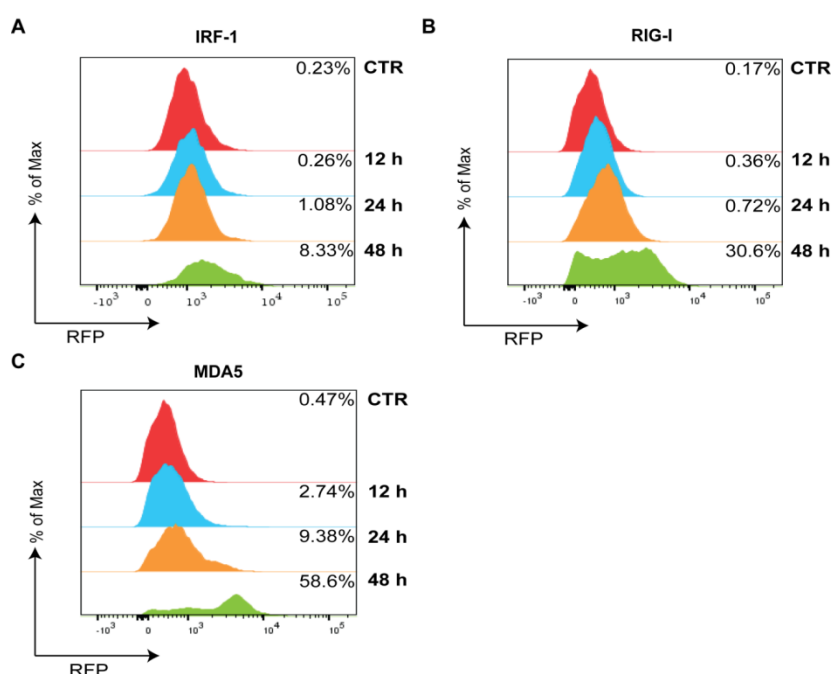 A
IRF-1
0.23% CTR
0.26% 12 h
1.08% 24 h
8.33% 48 h
% of Max
-10³ 0 10³ 10⁴ 10⁵
RFP
B
RIG-I
0.17% CTR
0.36% 12 h
0.72% 24 h
30.6% 48 h
% of Max
-10³ 0 10³ 10⁴ 10⁵
RFP
C
MDA5
0.47% CTR
2.74% 12 h
9.38% 24 h
58.6% 48 h
% of Max
-10³ 0 10³ 10⁴ 10⁵
RFP